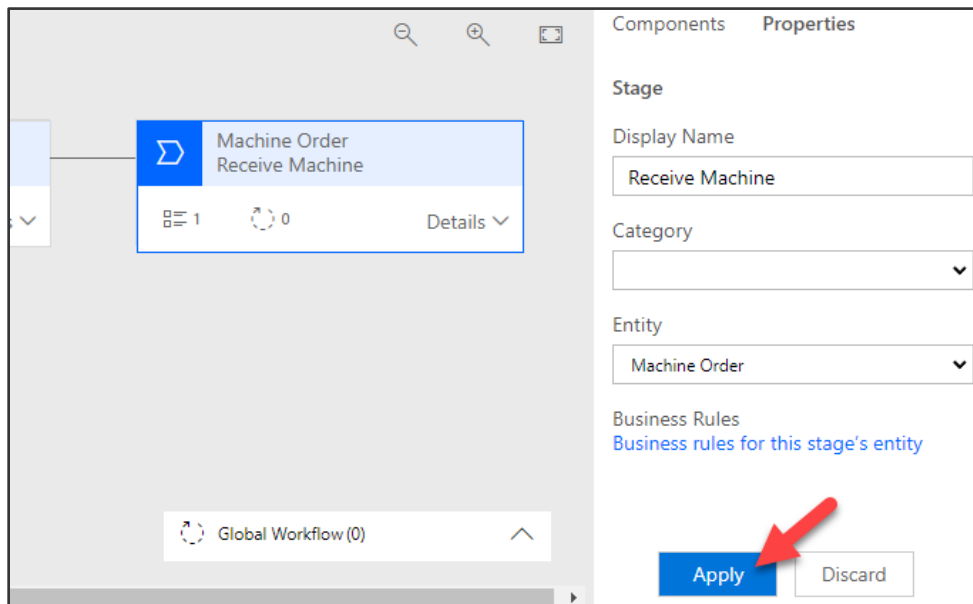 Components Properties
Stage
Display Name
Receive Machine
Category
Entity
Machine Order
Business Rules
Business rules for this stage's entity
Apply Discard
Machine Order
Receive Machine
1 0 Details
Global Workflow (0)